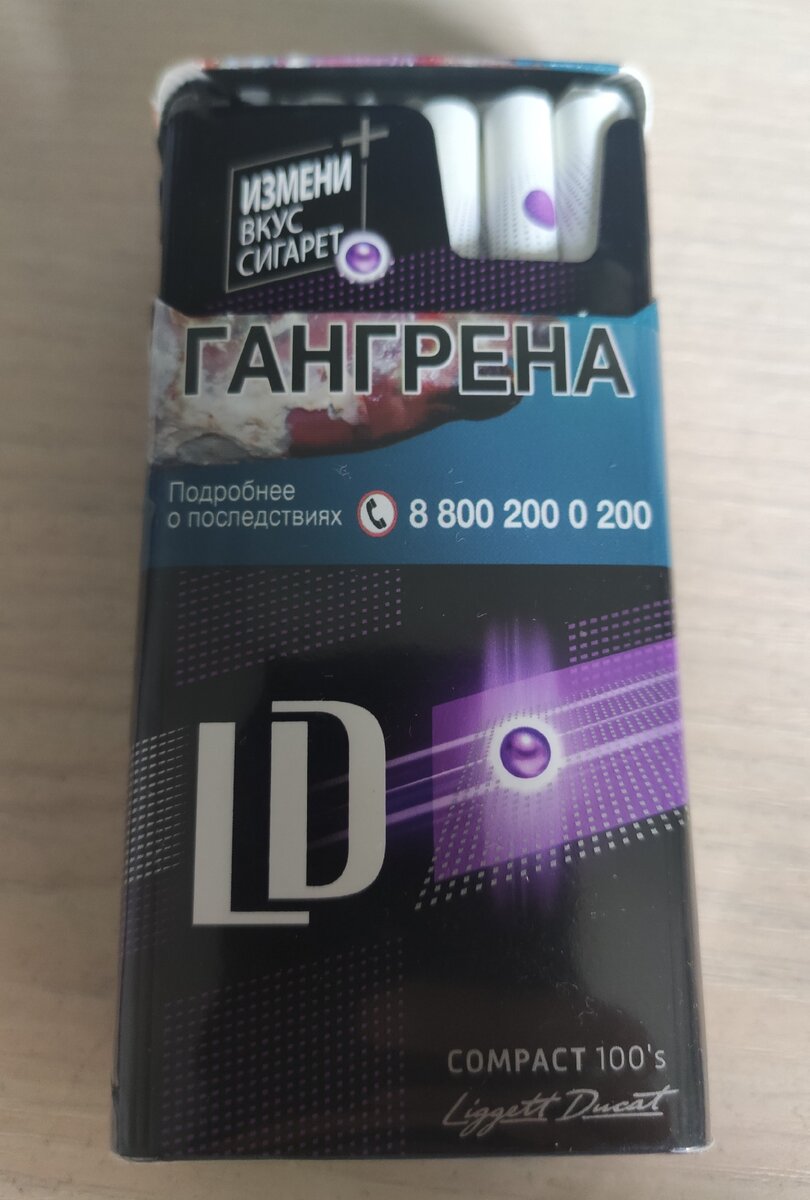 ИЗМЕНИ
ВКУС
СИГАРЕТ
ГАНГРЕНА
Подробнее
о последствиях 8 800 200 0 200
LD
COMPACT 100's
Liggett Ducat